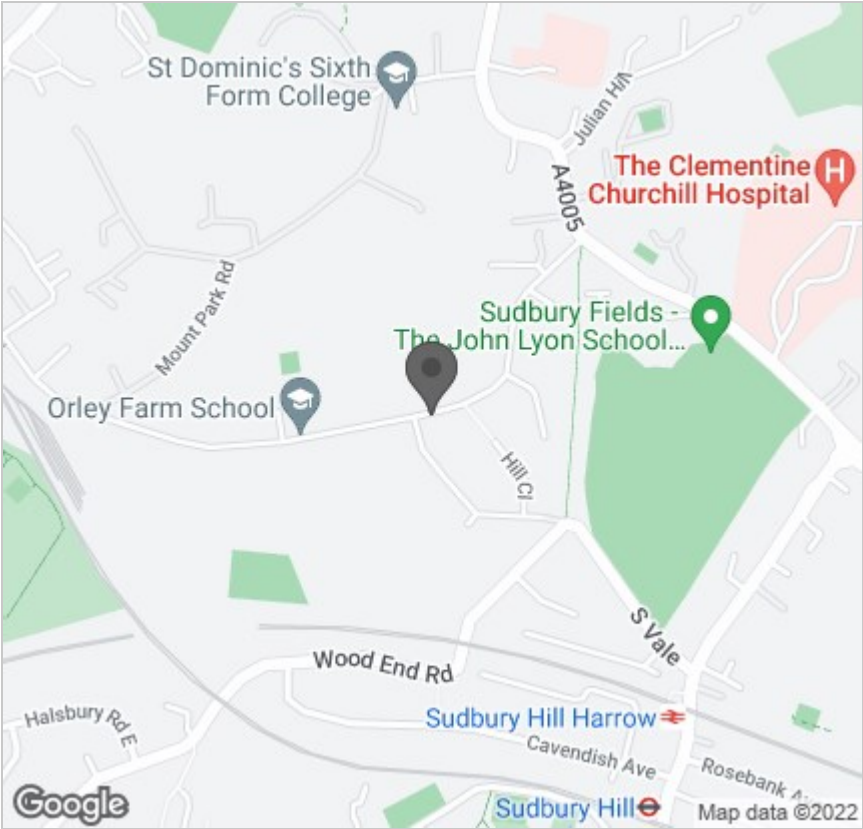 St Dominic's Sixth
Form College
Julian Hill
A4005
The Clementine
Churchill Hospital
H
Mount Park Rd
Sudbury Fields -
The John Lyon School...
Orley Farm School
Hill Cl
S Vale
Wood End Rd
Halsbury Rd E
Sudbury Hill Harrow
Cavendish Ave
Rosebank
Sudbury Hill
Google
Map data ©2022